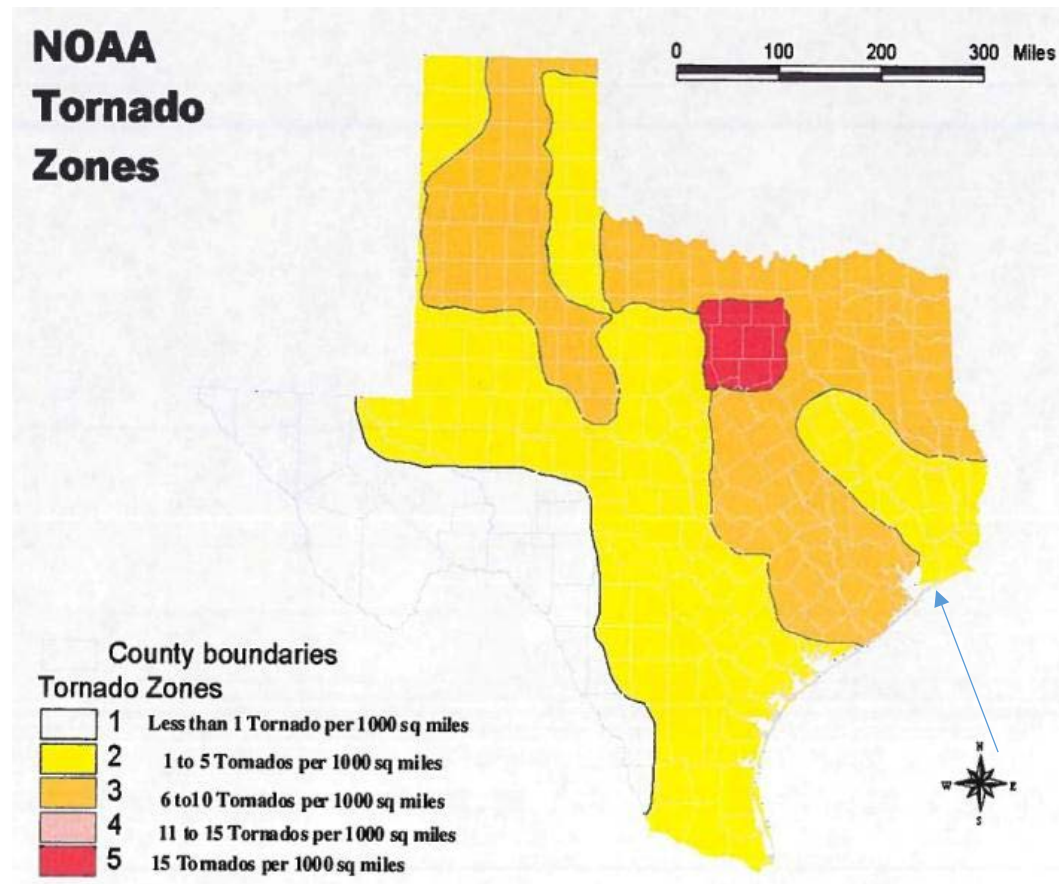 NOAA
Tornado
Zones
0 100 200 300 Miles
County boundaries
Tornado Zones
1 Less than 1 Tornado per 1000 sq miles
2 1 to 5 Tornados per 1000 sq miles
3 6 to10 Tornados per 1000 sq miles
4 11 to 15 Tornados per 1000 sq miles
5 15 Tornados per 1000 sq miles
N
W E
S